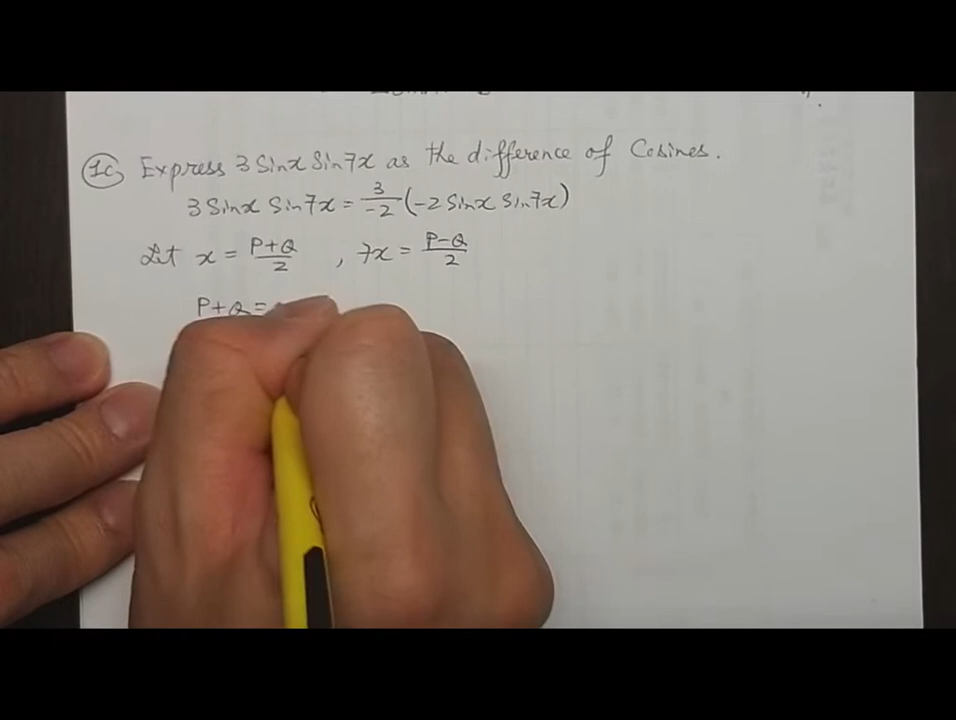 1c Express 3 Sinx Sin7x as the difference of Cosines.
3 Sinx Sin7x = 3/-2 (-2 Sinx Sin7x)
Let x = P+Q/2 , 7x = P-Q/2
P+Q =